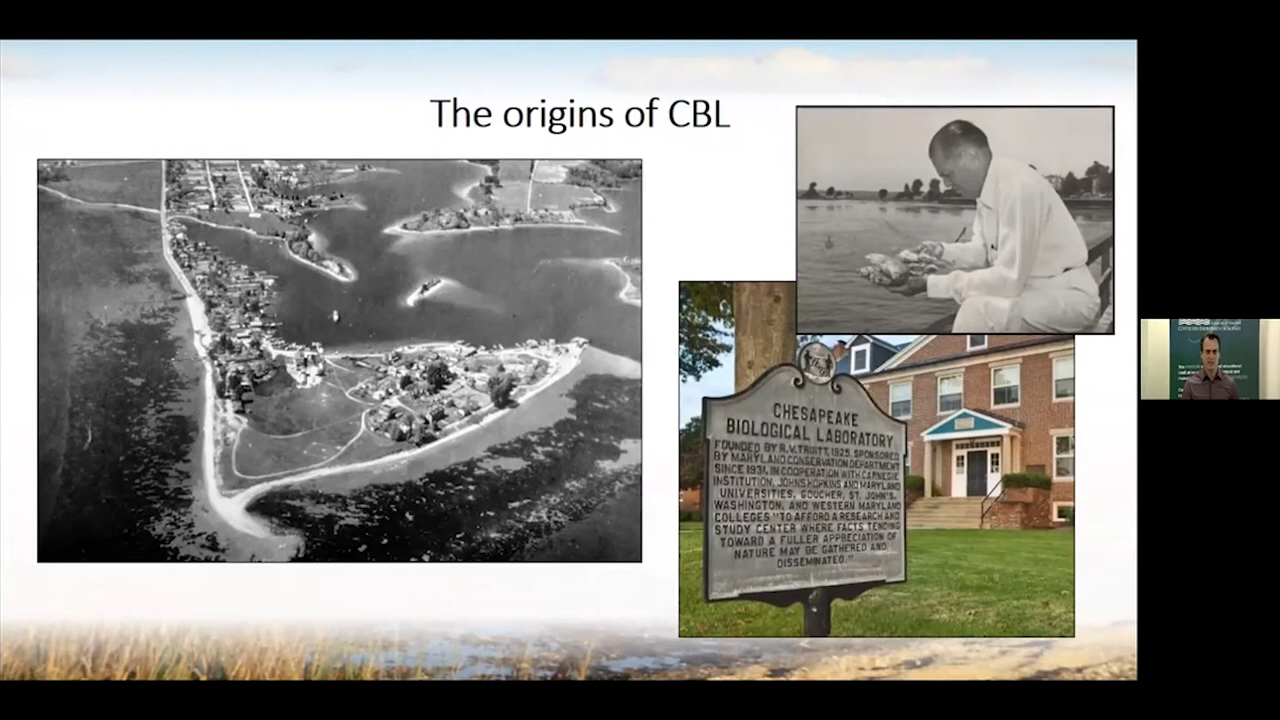 The origins of CBL
CHESAPEAKE
BIOLOGICAL LABORATORY
FOUNDED BY R.V. TRUITT, 1925. SPONSORED
BY MARYLAND CONSERVATION DEPARTMENT
SINCE 1931, IN COOPERATION WITH CARNEGIE
INSTITUTION, JOHNS HOPKINS AND MARYLAND
UNIVERSITIES, GOUCHER, ST. JOHN'S,
WASHINGTON, AND WESTERN MARYLAND
COLLEGES "TO AFFORD A RESEARCH AND
STUDY CENTER WHERE FACTS TENDING
TOWARD A FULLER APPRECIATION OF
NATURE MAY BE GATHERED AND
DISSEMINATED."